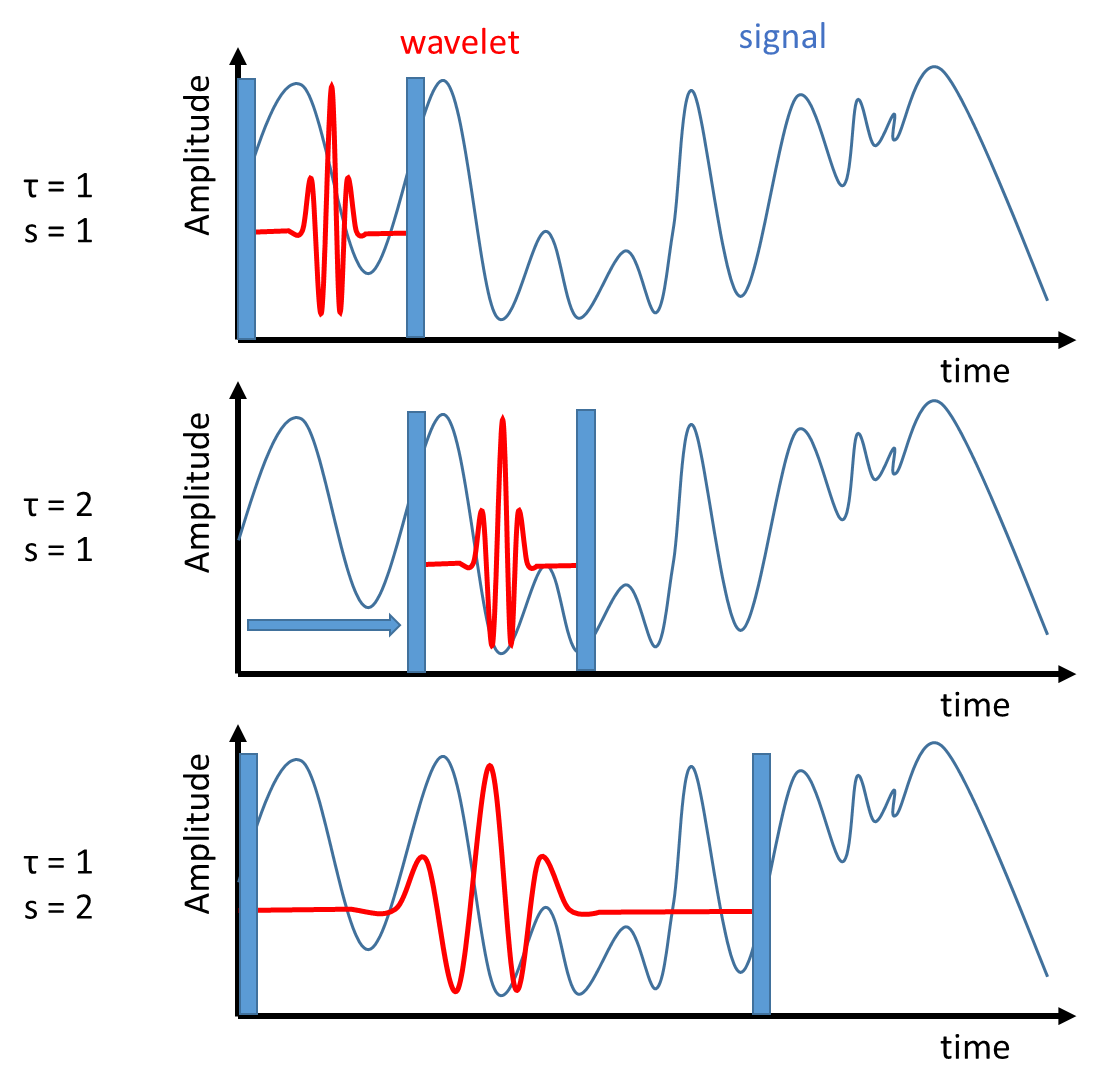 wavelet
signal
Amplitude
τ = 1
s = 1
time
Amplitude
τ = 2
s = 1
time
Amplitude
τ = 1
s = 2
time